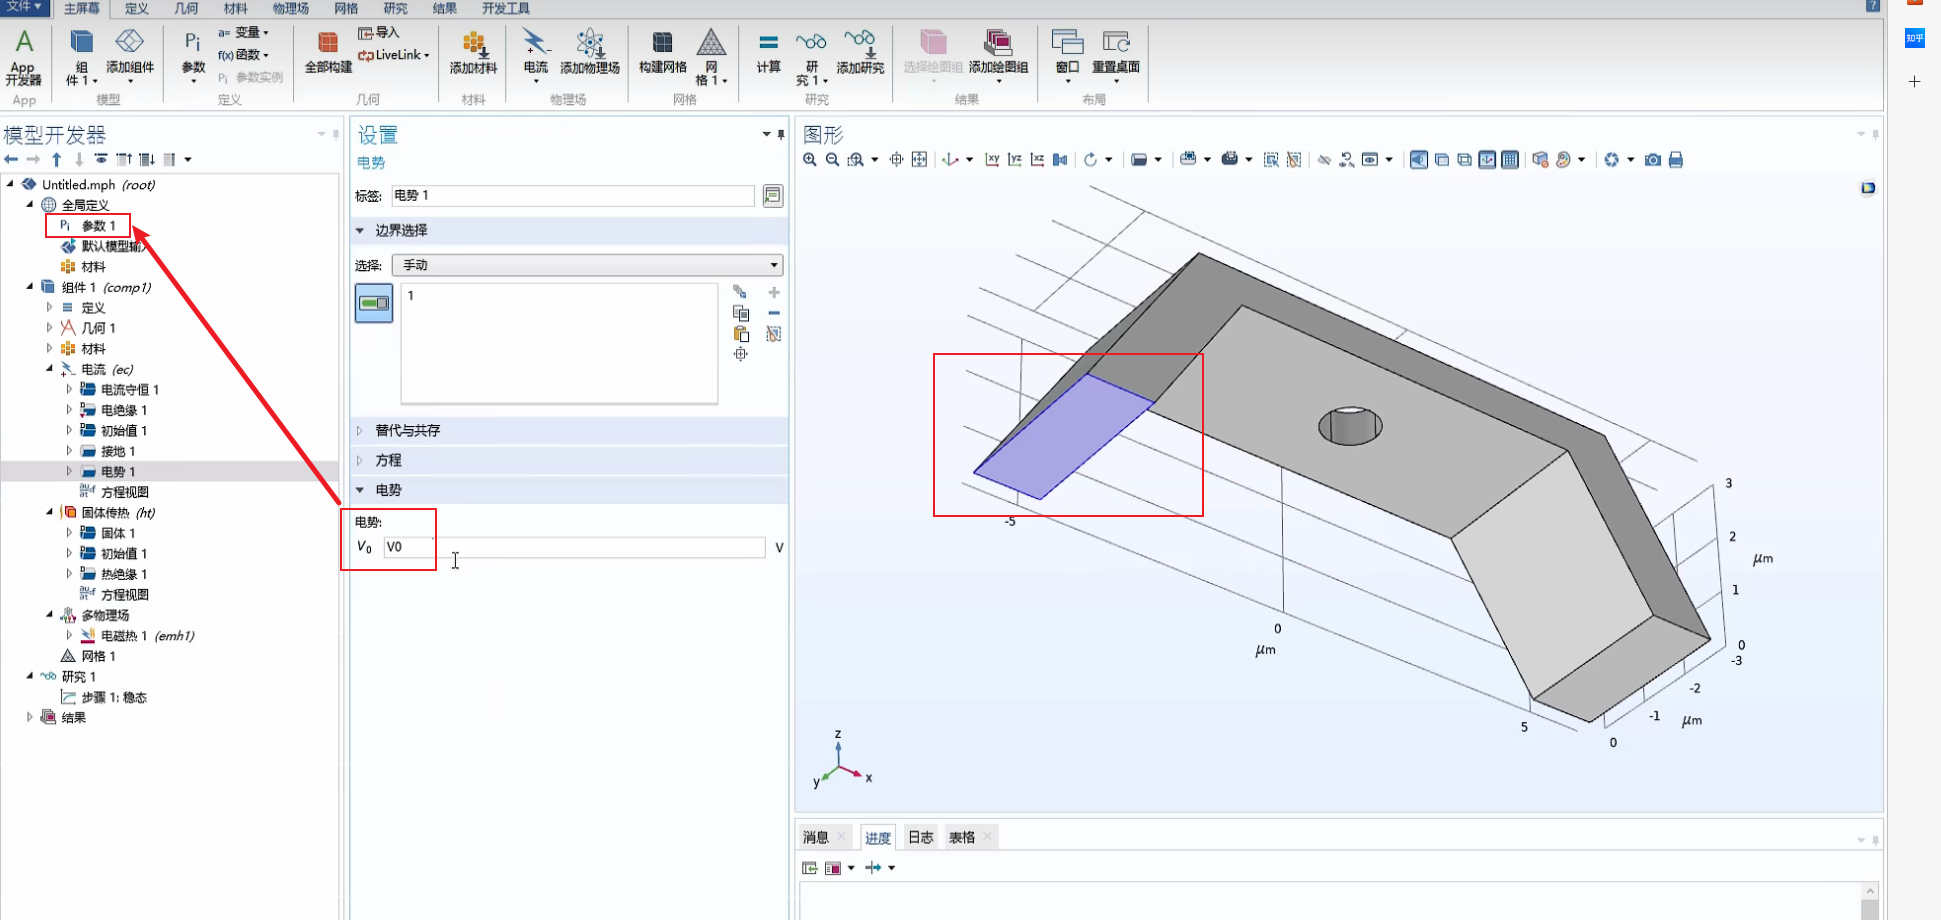 文件▼ 主屏幕 定义 几何 材料 物理场 网格 研究 结果 开发工具
A
App
开发器
App
组
件 1
添加组件
模型
Pi
参数
a= 变量
f(x) 函数
Pi 参数实例
定义
全部构建
导入
LiveLink
几何
添加材料
材料
电流
添加物理场
物理场
构建网格
网
格 1
网格
计算
研
究 1
添加研究
研究
选择绘图组
添加绘图组
结果
窗口
重置桌面
布局
知乎
模型开发器
Untitled.mph (root)
全局定义
Pi 参数 1
默认模型输入
材料
组件 1 (comp1)
定义
几何 1
材料
电流 (ec)
电流守恒 1
电绝缘 1
初始值 1
接地 1
电势 1
方程视图
固体传热 (ht)
固体 1
初始值 1
热绝缘 1
方程视图
多物理场
电磁热 1 (emh1)
网格 1
研究 1
步骤 1: 稳态
结果
设置
电势
标签: 电势 1
边界选择
选择: 手动
1
替代与共存
方程
电势
电势:
V0 V0 V
图形
xy yz xz
-5
0
μm
5
3
2
μm
1
0
-3
-2
-1 μm
0
z
y x
消息 进度 日志 表格